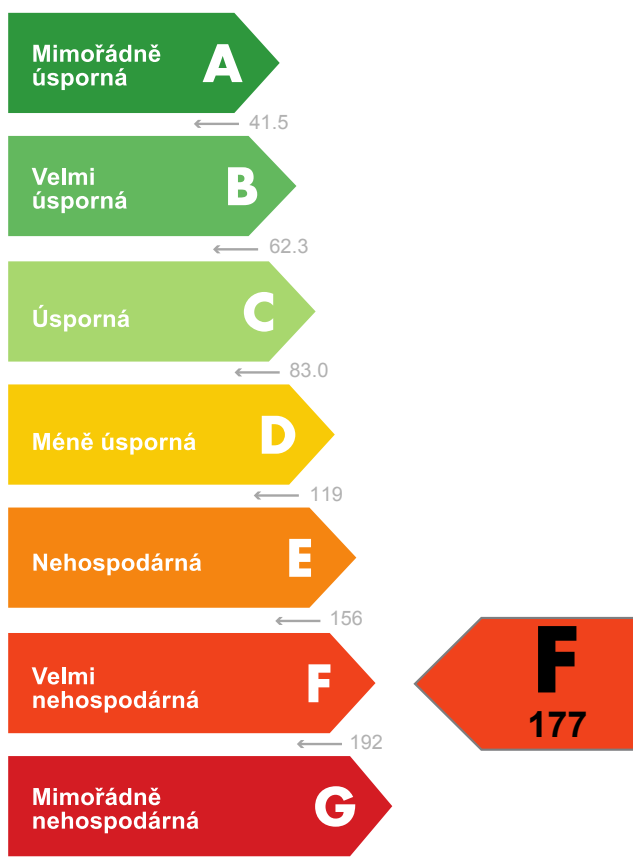 Mimořádně
úsporná
A
← 41.5
Velmi
úsporná
B
← 62.3
Úsporná
C
← 83.0
Méně úsporná
D
← 119
Nehospodárná
E
← 156
Velmi
nehospodárná
F
F
177
← 192
Mimořádně
nehospodárná
G